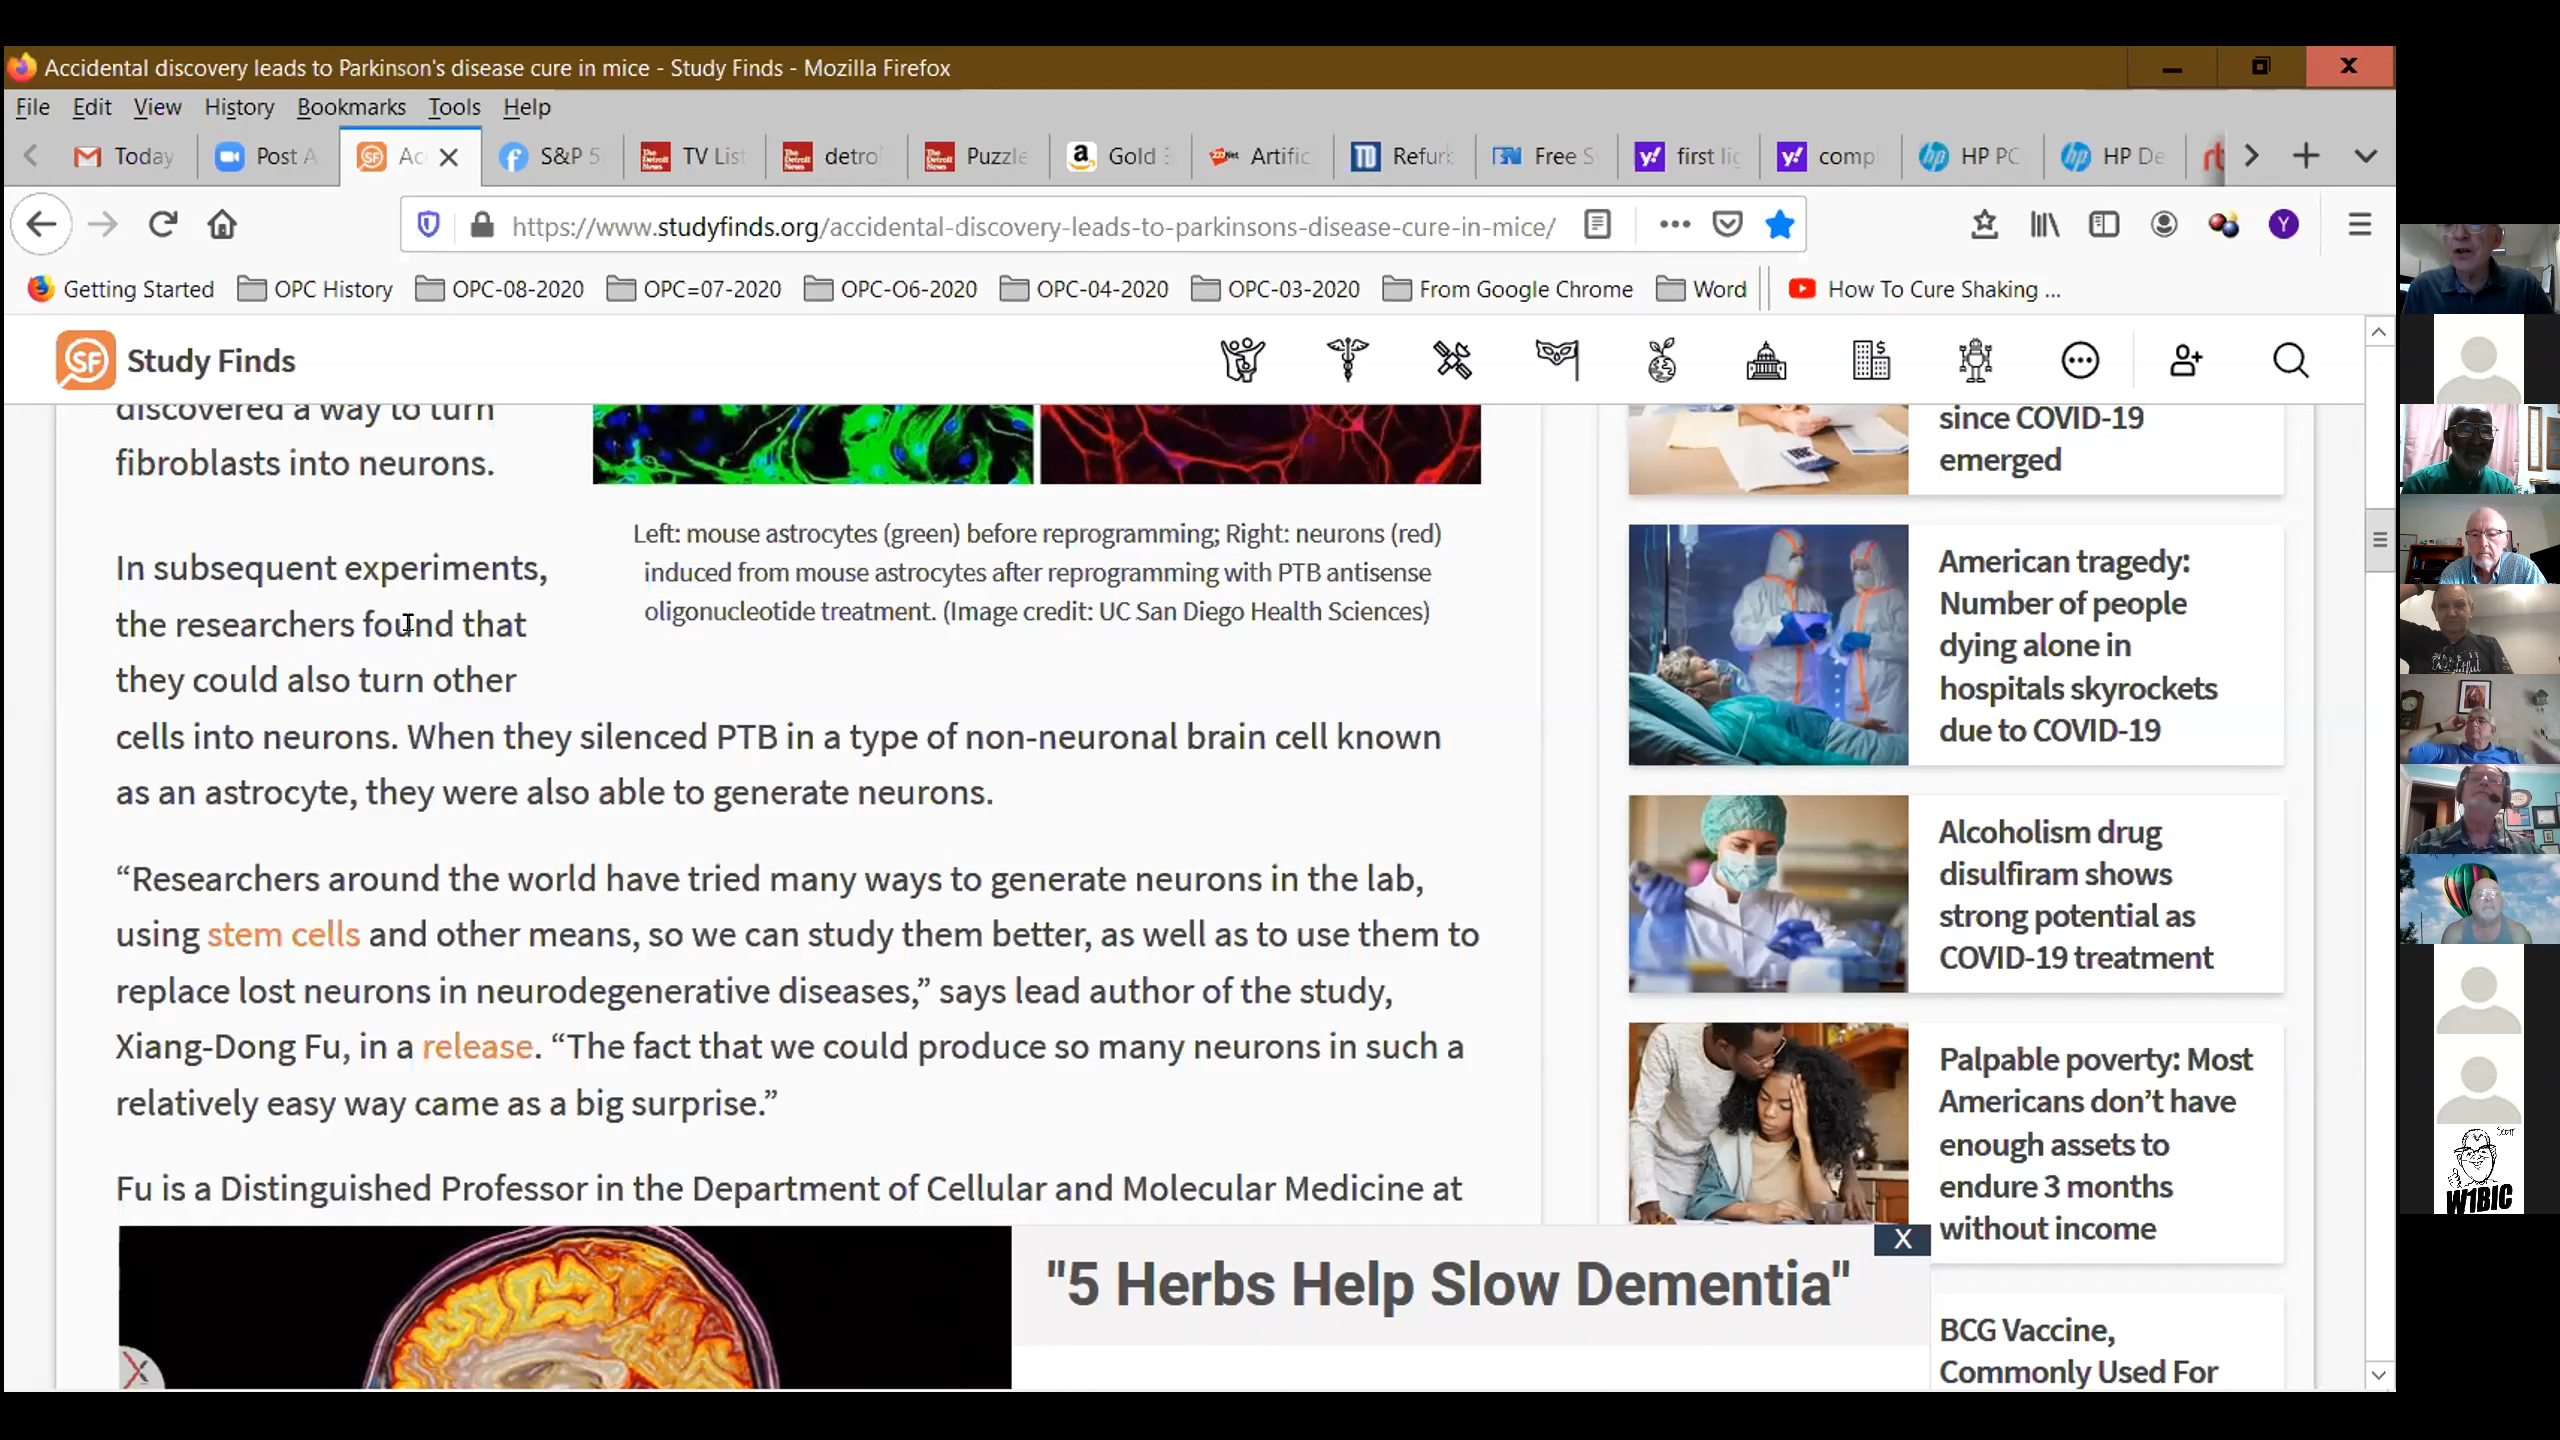 Accidental discovery leads to Parkinson's disease cure in mice - Study Finds - Mozilla Firefox
File Edit View History Bookmarks Tools Help
Today Post A Ac S&P 5 TV List detro Puzzle Gold Artific Refurk Free S first lig comp HP PC HP De
https://www.studyfinds.org/accidental-discovery-leads-to-parkinsons-disease-cure-in-mice/
Y
Getting Started OPC History OPC-08-2020 OPC=07-2020 OPC-O6-2020 OPC-04-2020 OPC-03-2020 From Google Chrome Word How To Cure Shaking ...
SF Study Finds
discovered a way to turn
fibroblasts into neurons.
Left: mouse astrocytes (green) before reprogramming; Right: neurons (red)
induced from mouse astrocytes after reprogramming with PTB antisense
oligonucleotide treatment. (Image credit: UC San Diego Health Sciences)
In subsequent experiments,
the researchers found that
they could also turn other
cells into neurons. When they silenced PTB in a type of non-neuronal brain cell known
as an astrocyte, they were also able to generate neurons.
“Researchers around the world have tried many ways to generate neurons in the lab,
using stem cells and other means, so we can study them better, as well as to use them to
replace lost neurons in neurodegenerative diseases,” says lead author of the study,
Xiang-Dong Fu, in a release. “The fact that we could produce so many neurons in such a
relatively easy way came as a big surprise.”
Fu is a Distinguished Professor in the Department of Cellular and Molecular Medicine at
"5 Herbs Help Slow Dementia"
X
since COVID-19
emerged
American tragedy:
Number of people
dying alone in
hospitals skyrockets
due to COVID-19
Alcoholism drug
disulfiram shows
strong potential as
COVID-19 treatment
Palpable poverty: Most
Americans don’t have
enough assets to
endure 3 months
without income
BCG Vaccine,
Commonly Used For
Scott
W1BIC